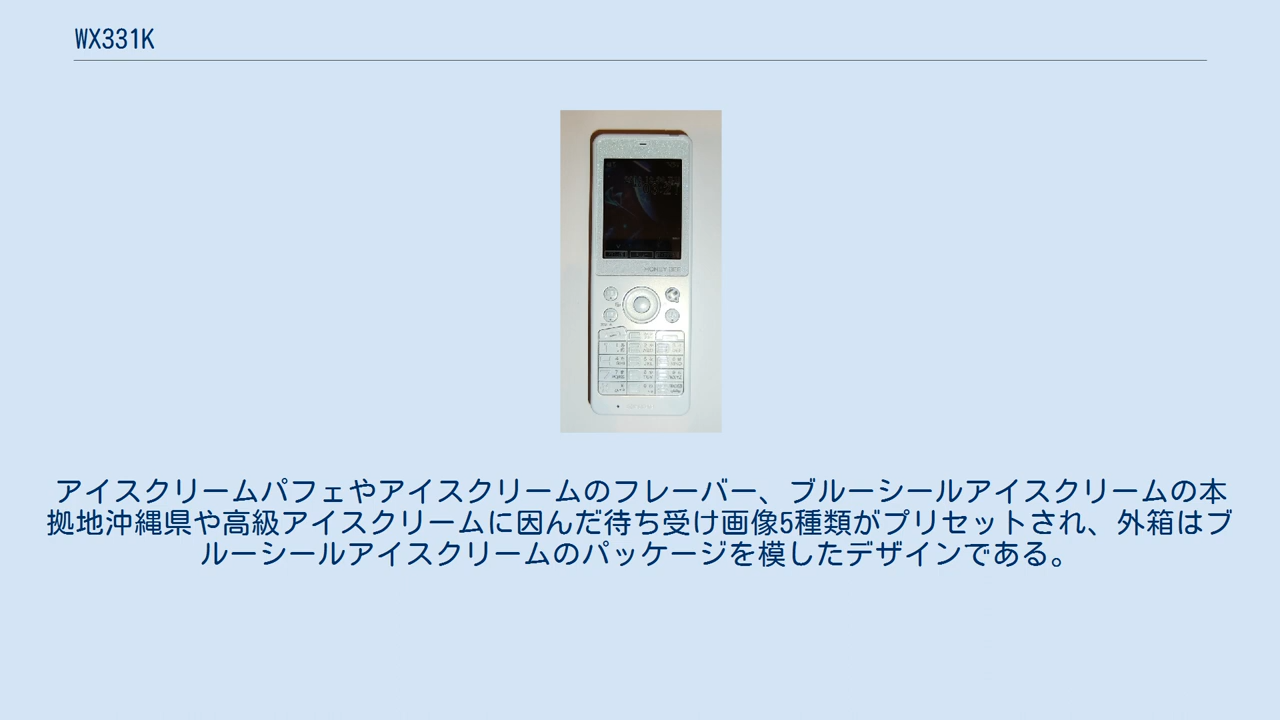 WX331K
HONEY BEE
アイスクリームパフェやアイスクリームのフレーバー、ブルーシールアイスクリームの本
拠地沖縄県や高級アイスクリームに因んだ待ち受け画像5種類がプリセットされ、外箱はブ
ルーシールアイスクリームのパッケージを模したデザインである。